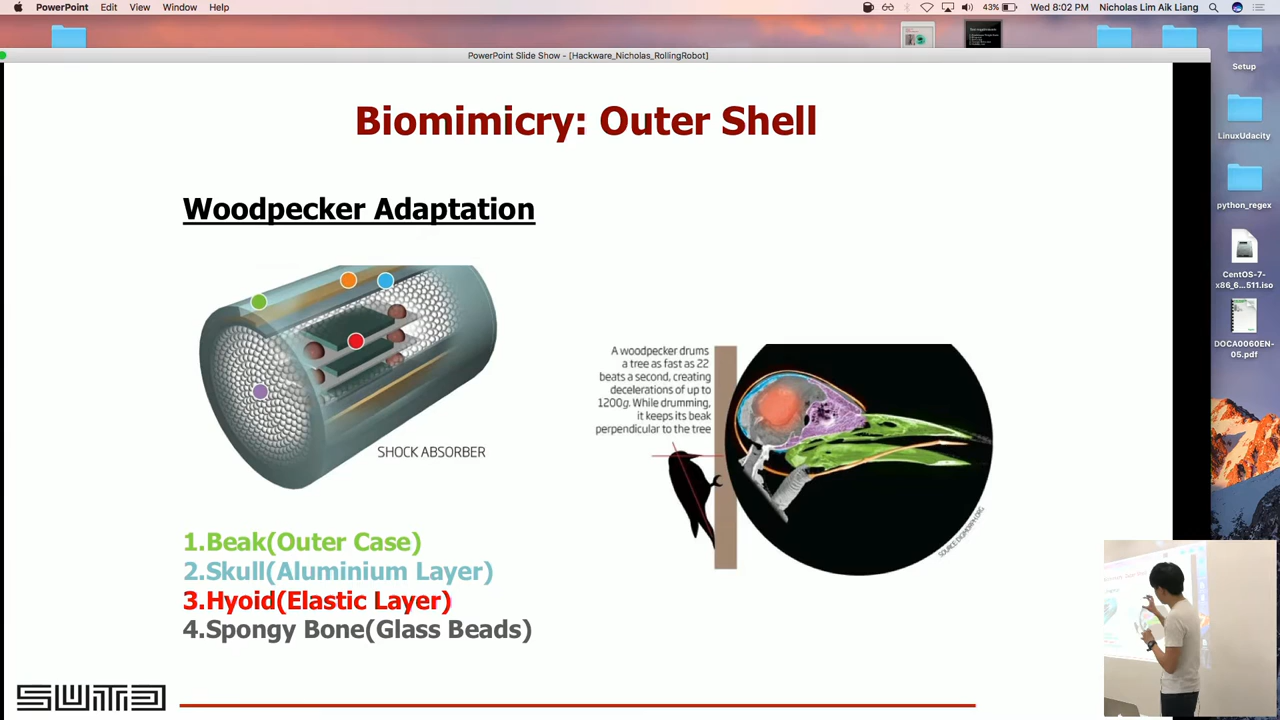 PowerPoint Edit View Window Help
43% Wed 8:02 PM Nicholas Lim Aik Liang
PowerPoint Slide Show - [Hackware_Nicholas_RollingRobot]
Biomimicry: Outer Shell
Woodpecker Adaptation
SHOCK ABSORBER
A woodpecker drums
a tree as fast as 22
beats a second, creating
decelerations of up to
1200g. While drumming,
it keeps its beak
perpendicular to the tree
SOURCE: DIGIMORPH.ORG
1.Beak(Outer Case)
2.Skull(Aluminium Layer)
3.Hyoid(Elastic Layer)
4.Spongy Bone(Glass Beads)
SUTD
Setup
LinuxUdacity
python_regex
CentOS-7-
x86_6...511.iso
DOCA0060EN-
05.pdf